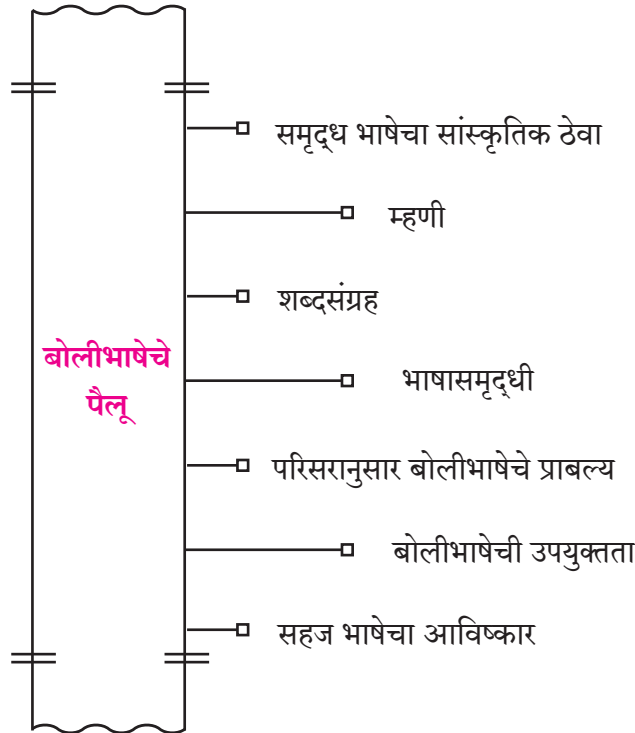 समृद्ध भाषेचा सांस्कृतिक ठेवा
म्हणी
शब्दसंग्रह
बोलीभाषेचे
पैलू
भाषासमृद्धी
परिसरानुसार बोलीभाषेचे प्राबल्य
बोलीभाषेची उपयुक्तता
सहज भाषेचा आविष्कार